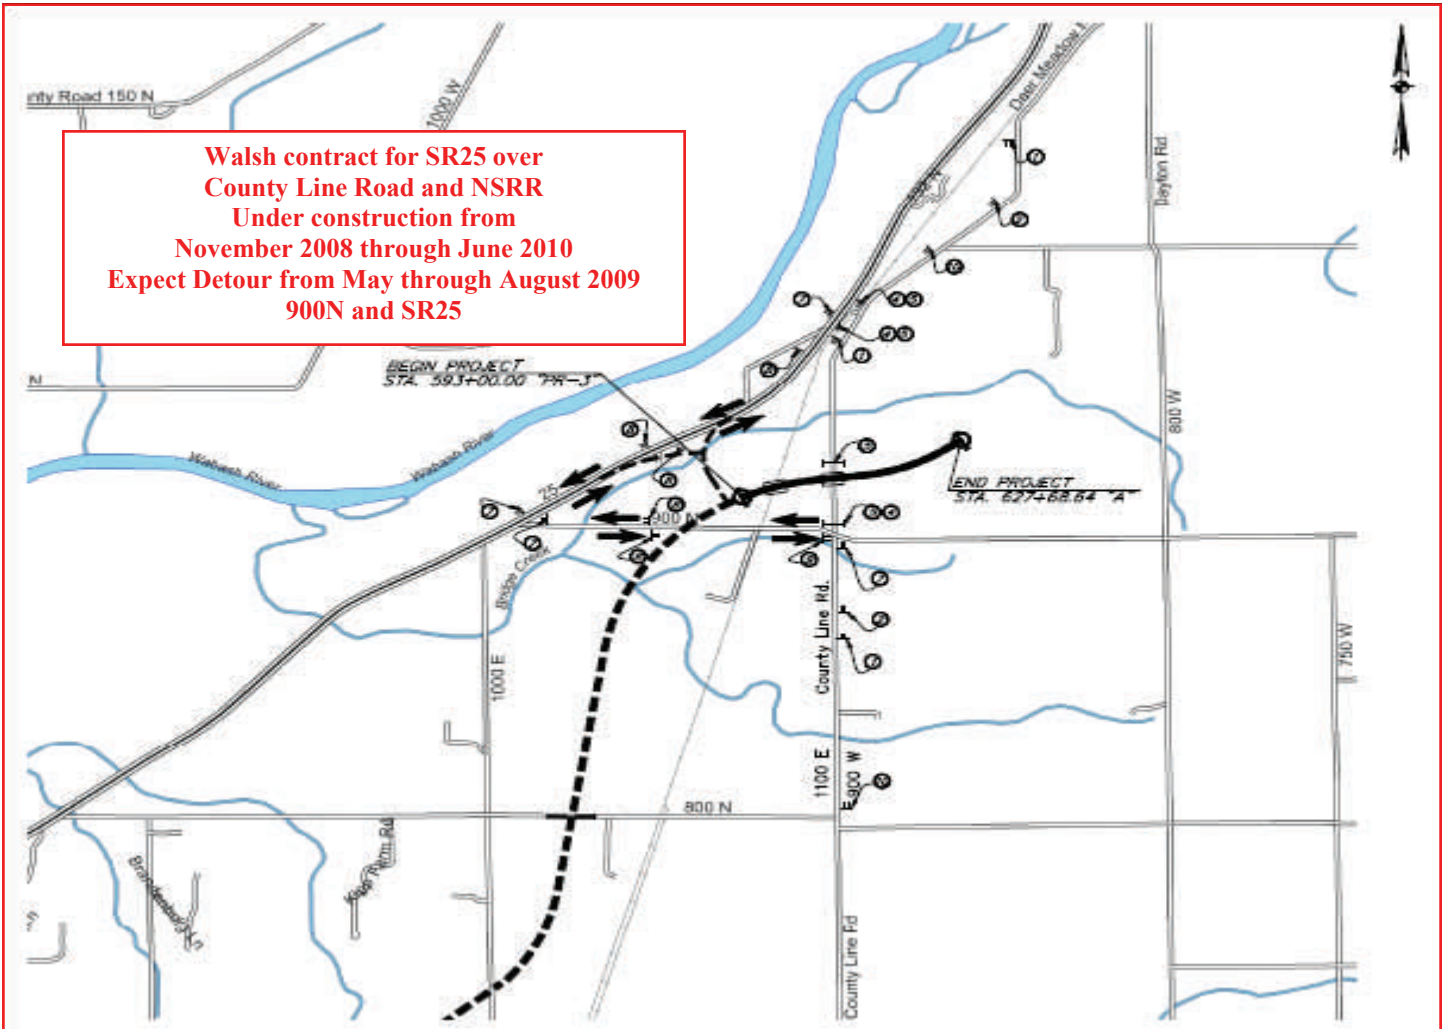 nty Road 150 N
1000 W
Deer Meadow
Dayton Rd
Walsh contract for SR25 over
County Line Road and NSRR
Under construction from
November 2008 through June 2010
Expect Detour from May through August 2009
900N and SR25
BEGIN PROJECT
STA. 593+00.00 "PR-3"
N
Wabash River
Wabash River
25
900 N
800 W
END PROJECT
STA. 627+68.64 "A"
Bridge Creek
County Line Rd.
1000 E
750 W
1100 E
900 W
800 N
Brandenburg Ln
County Line Rd